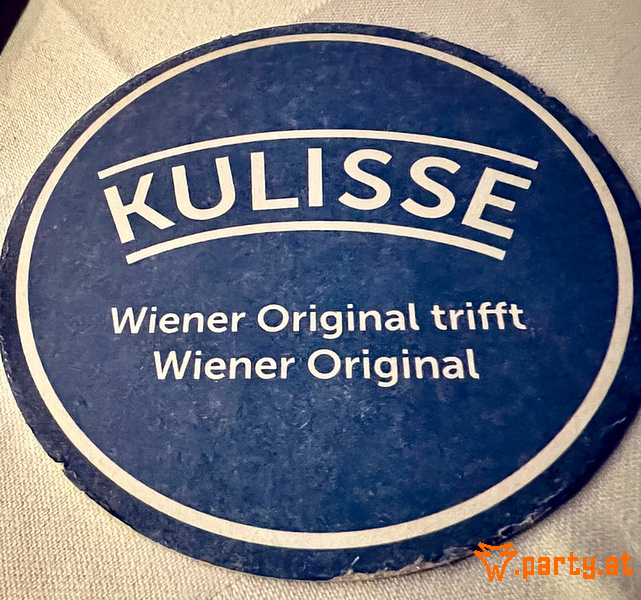 KULISSE
Wiener Original trifft
Wiener Original
party.at